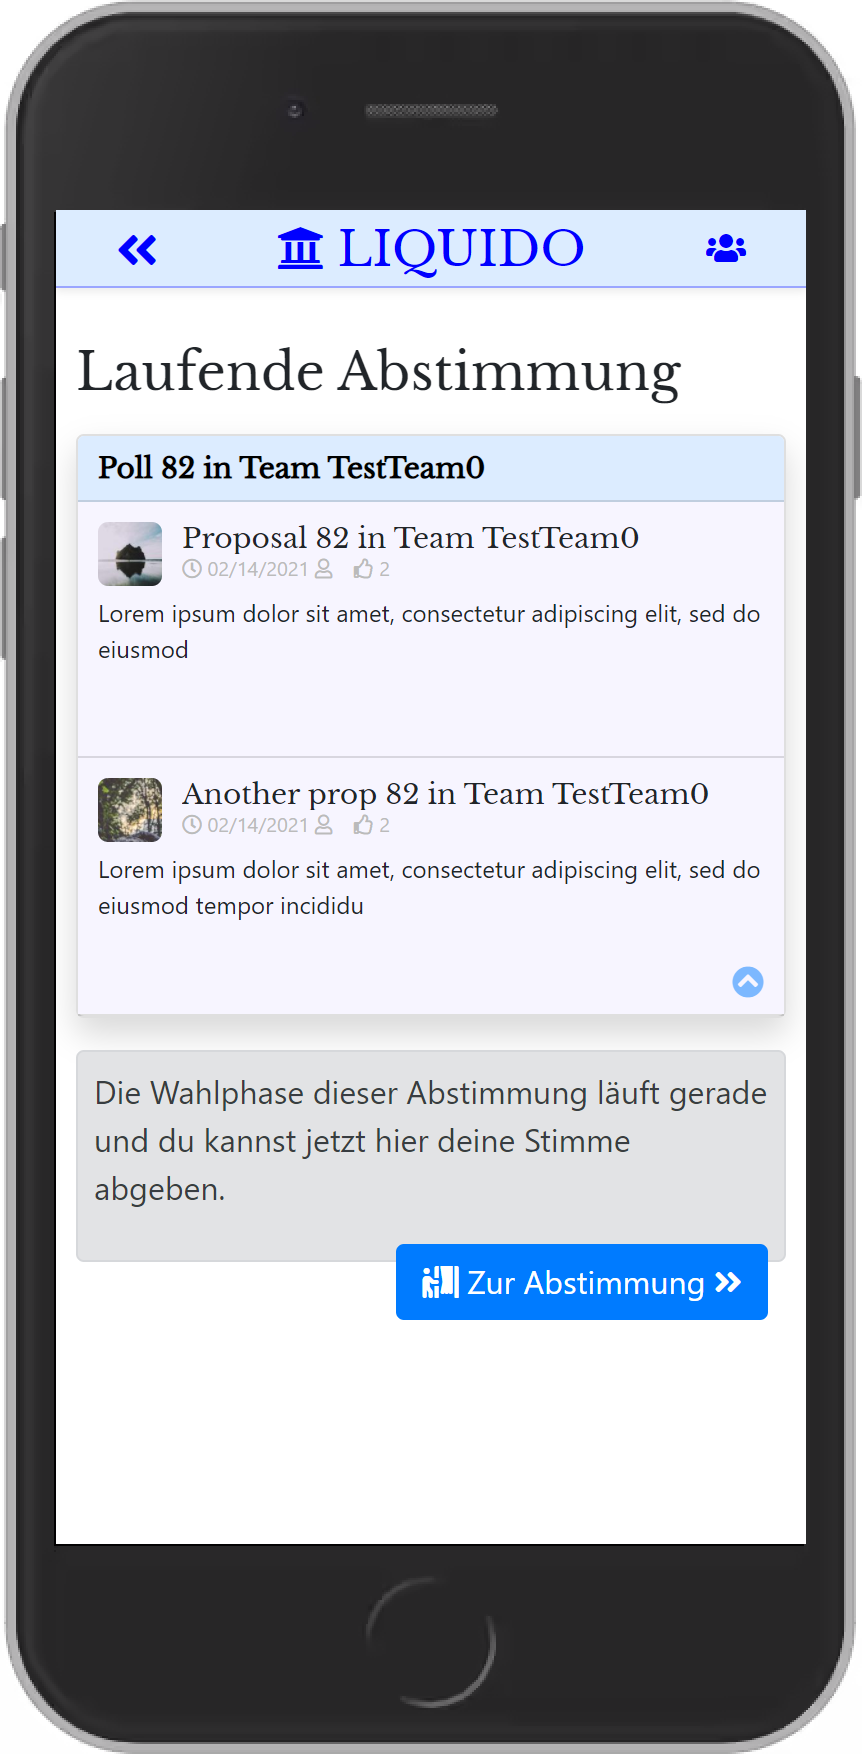 LIQUIDO
Laufende Abstimmung
Poll 82 in Team TestTeam0
Proposal 82 in Team TestTeam0
02/14/2021 2
Lorem ipsum dolor sit amet, consectetur adipiscing elit, sed do
eiusmod
Another prop 82 in Team TestTeam0
02/14/2021 2
Lorem ipsum dolor sit amet, consectetur adipiscing elit, sed do
eiusmod tempor incididu
Die Wahlphase dieser Abstimmung läuft gerade
und du kannst jetzt hier deine Stimme
abgeben.
Zur Abstimmung